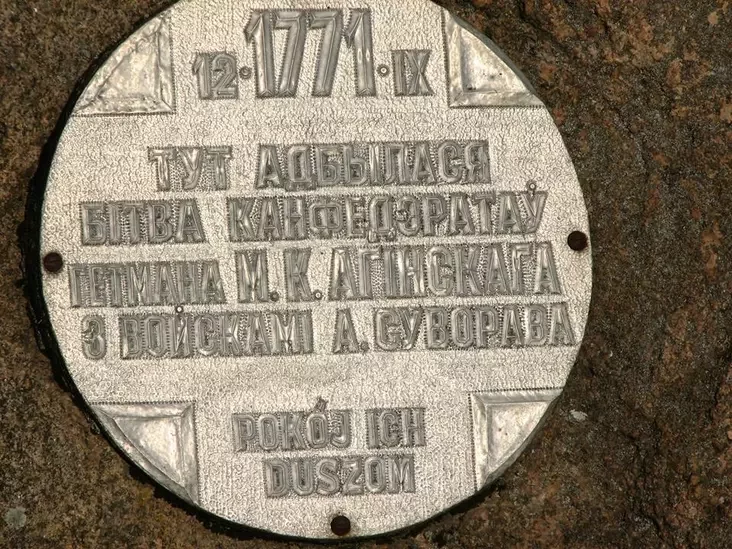 12·1771·IX
ТУТ АДБЫЛАСЯ
БІТВА КАНФЕДЭРАТАЎ
ГЕТМАНА М.К. АГІНСКАГА
З ВОЙСКАМІ А. СУВОРАВА
POKÓJ ICH
DUSZOM